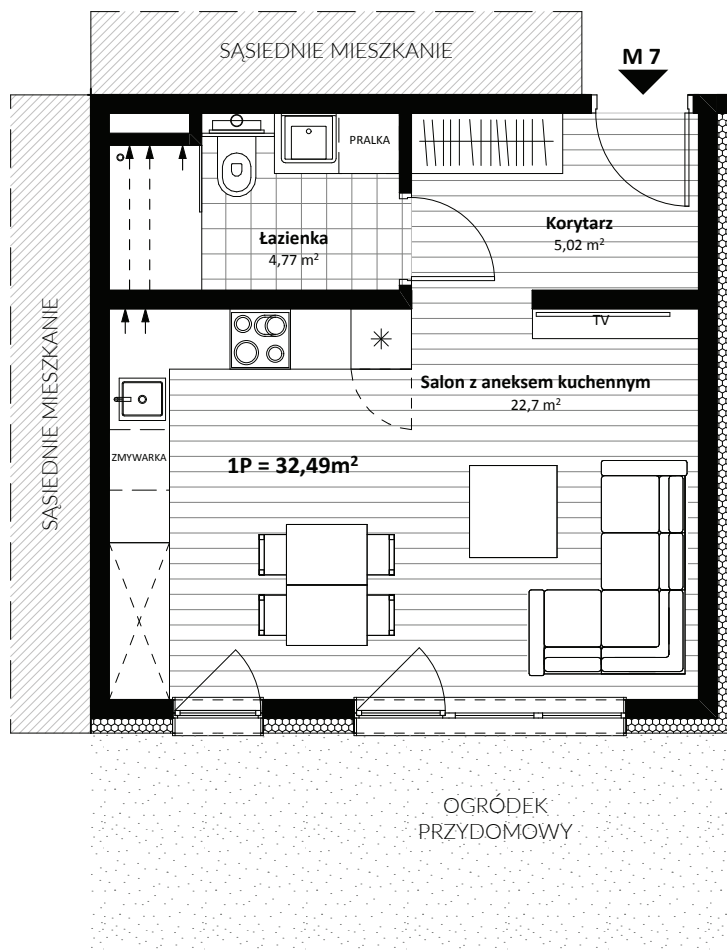 SĄSIEDNIE MIESZKANIE
M 7
PRALKA
Łazienka
4,77 m²
Korytarz
5,02 m²
TV
SĄSIEDNIE MIESZKANIE
Salon z aneksem kuchennym
22,7 m²
ZMYWARKA
1P = 32,49m²
OGRÓDEK
PRZYDOMOWY